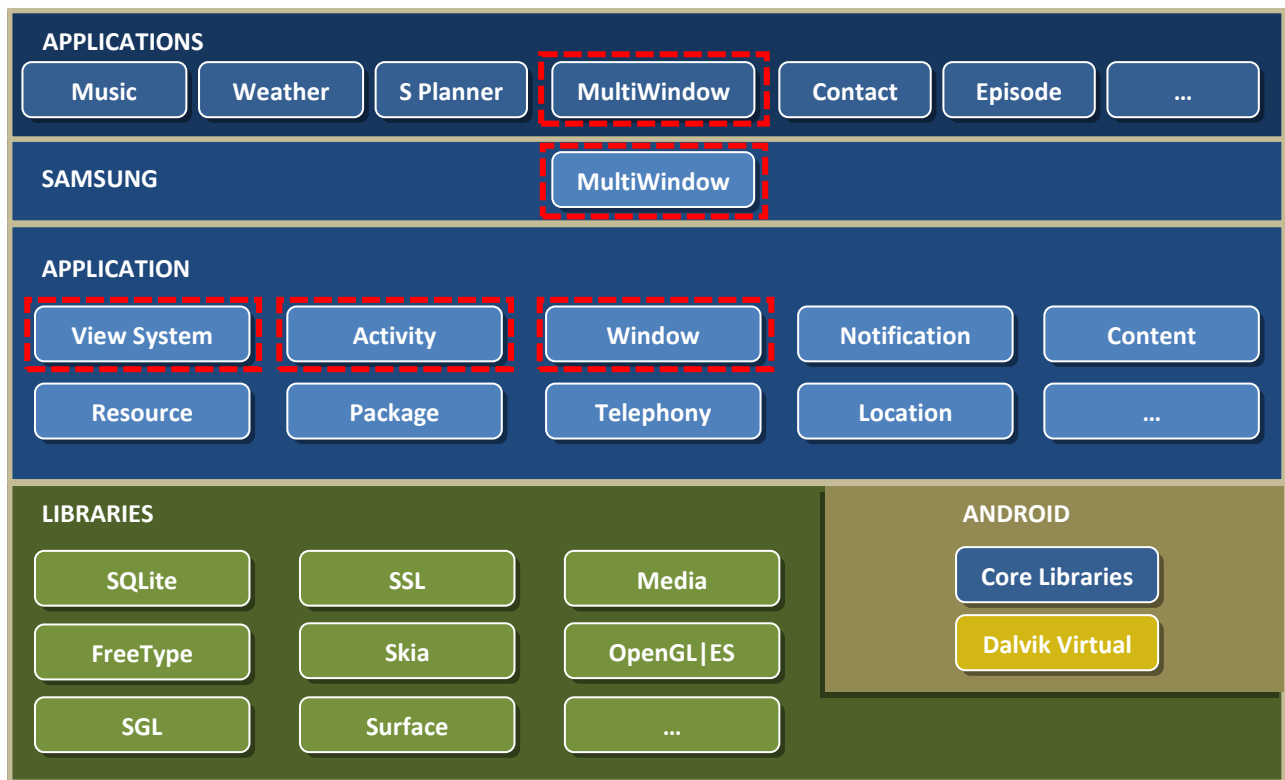 APPLICATIONS
Music Weather S Planner MultiWindow Contact Episode ...
SAMSUNG
MultiWindow
APPLICATION
View System Activity Window Notification Content
Resource Package Telephony Location ...
LIBRARIES ANDROID
SQLite SSL Media Core Libraries
FreeType Skia OpenGL|ES Dalvik Virtual
SGL Surface ...